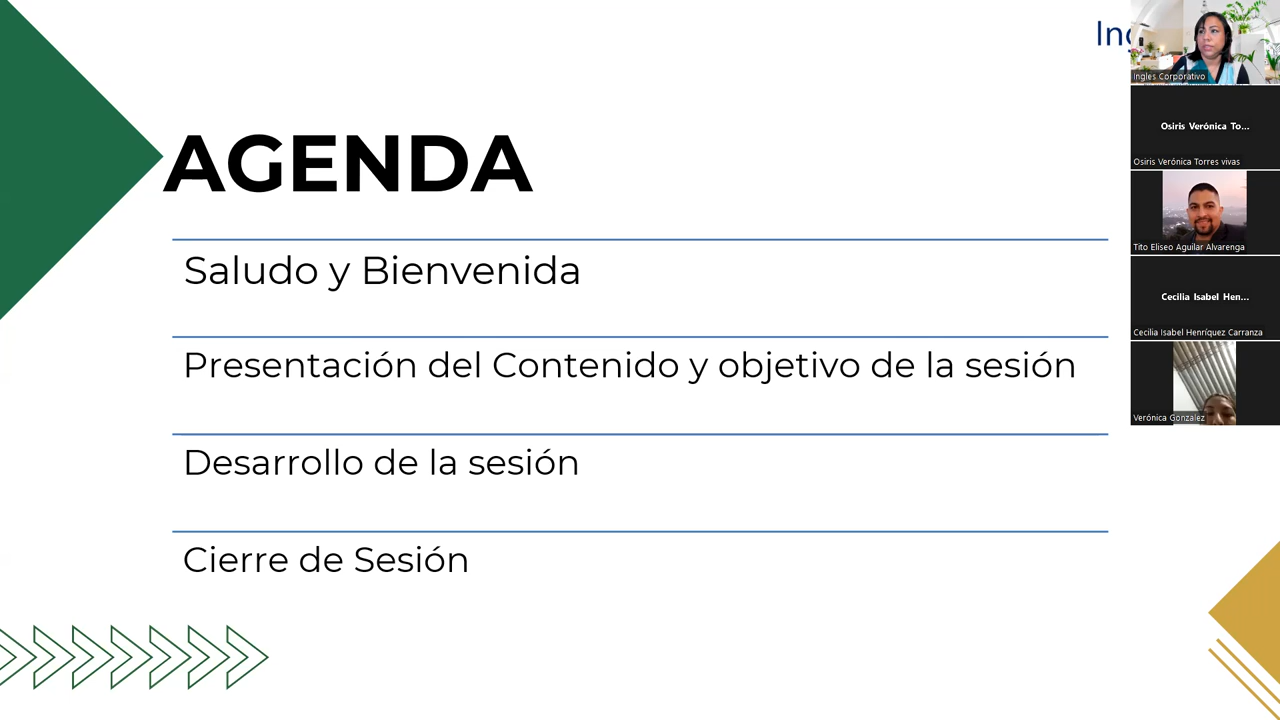 AGENDA
Saludo y Bienvenida
Presentación del Contenido y objetivo de la sesión
Desarrollo de la sesión
Cierre de Sesión
Ingles Corporativo
Osiris Verónica To...
Osiris Verónica Torres vivas
Tito Eliseo Aguilar Alvarenga
Cecilia Isabel Hen...
Cecilia Isabel Henríquez Carranza
Verónica Gonzalez